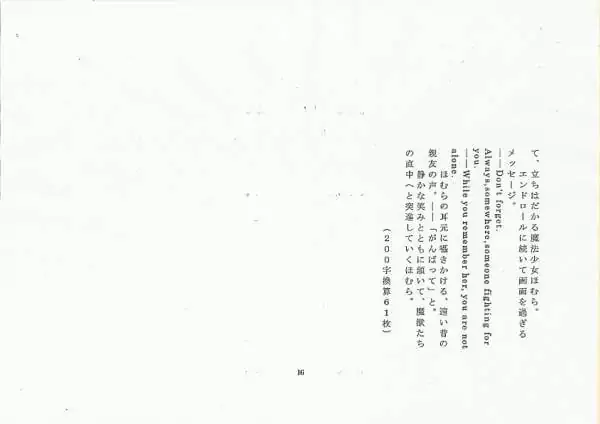 て、立ちはだかる魔法少女ほむら。
エンドロールに続いて画面を過ぎる
メッセージ。
――Don't forget.
Always,somewhere,someone fighting for
you.
――While you remember her, you are not
alone.
ほむらの耳元に囁きかける、遠い昔の
親友の声。――「がんばって」と。
静かな笑みとともに頷いて、魔獣たち
の直中へと突進していくほむら。
(200字換算61枚)
16